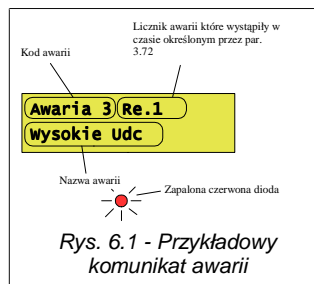 Licznik awarii które wystąpiły w
czasie określonym przez par.
3.72
Kod awarii
Awaria 3 Re.1
Wysokie Udc
Nazwa awarii
Zapalona czerwona dioda
Rys. 6.1 - Przykładowy
komunikat awarii